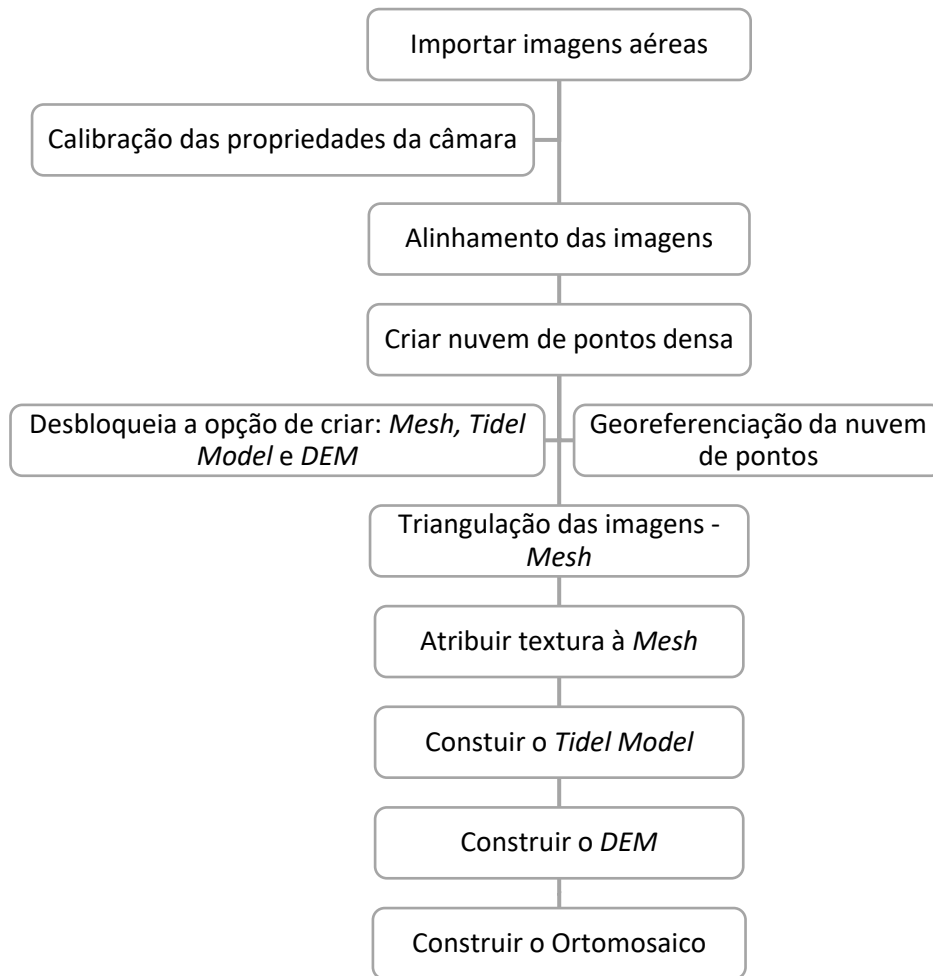 Importar imagens aéreas
Calibração das propriedades da câmara
Alinhamento das imagens
Criar nuvem de pontos densa
Desbloqueia a opção de criar: Mesh, Tidel
Model e DEM
Georeferenciação da nuvem
de pontos
Triangulação das imagens -
Mesh
Atribuir textura à Mesh
Constuir o Tidel Model
Construir o DEM
Construir o Ortomosaico